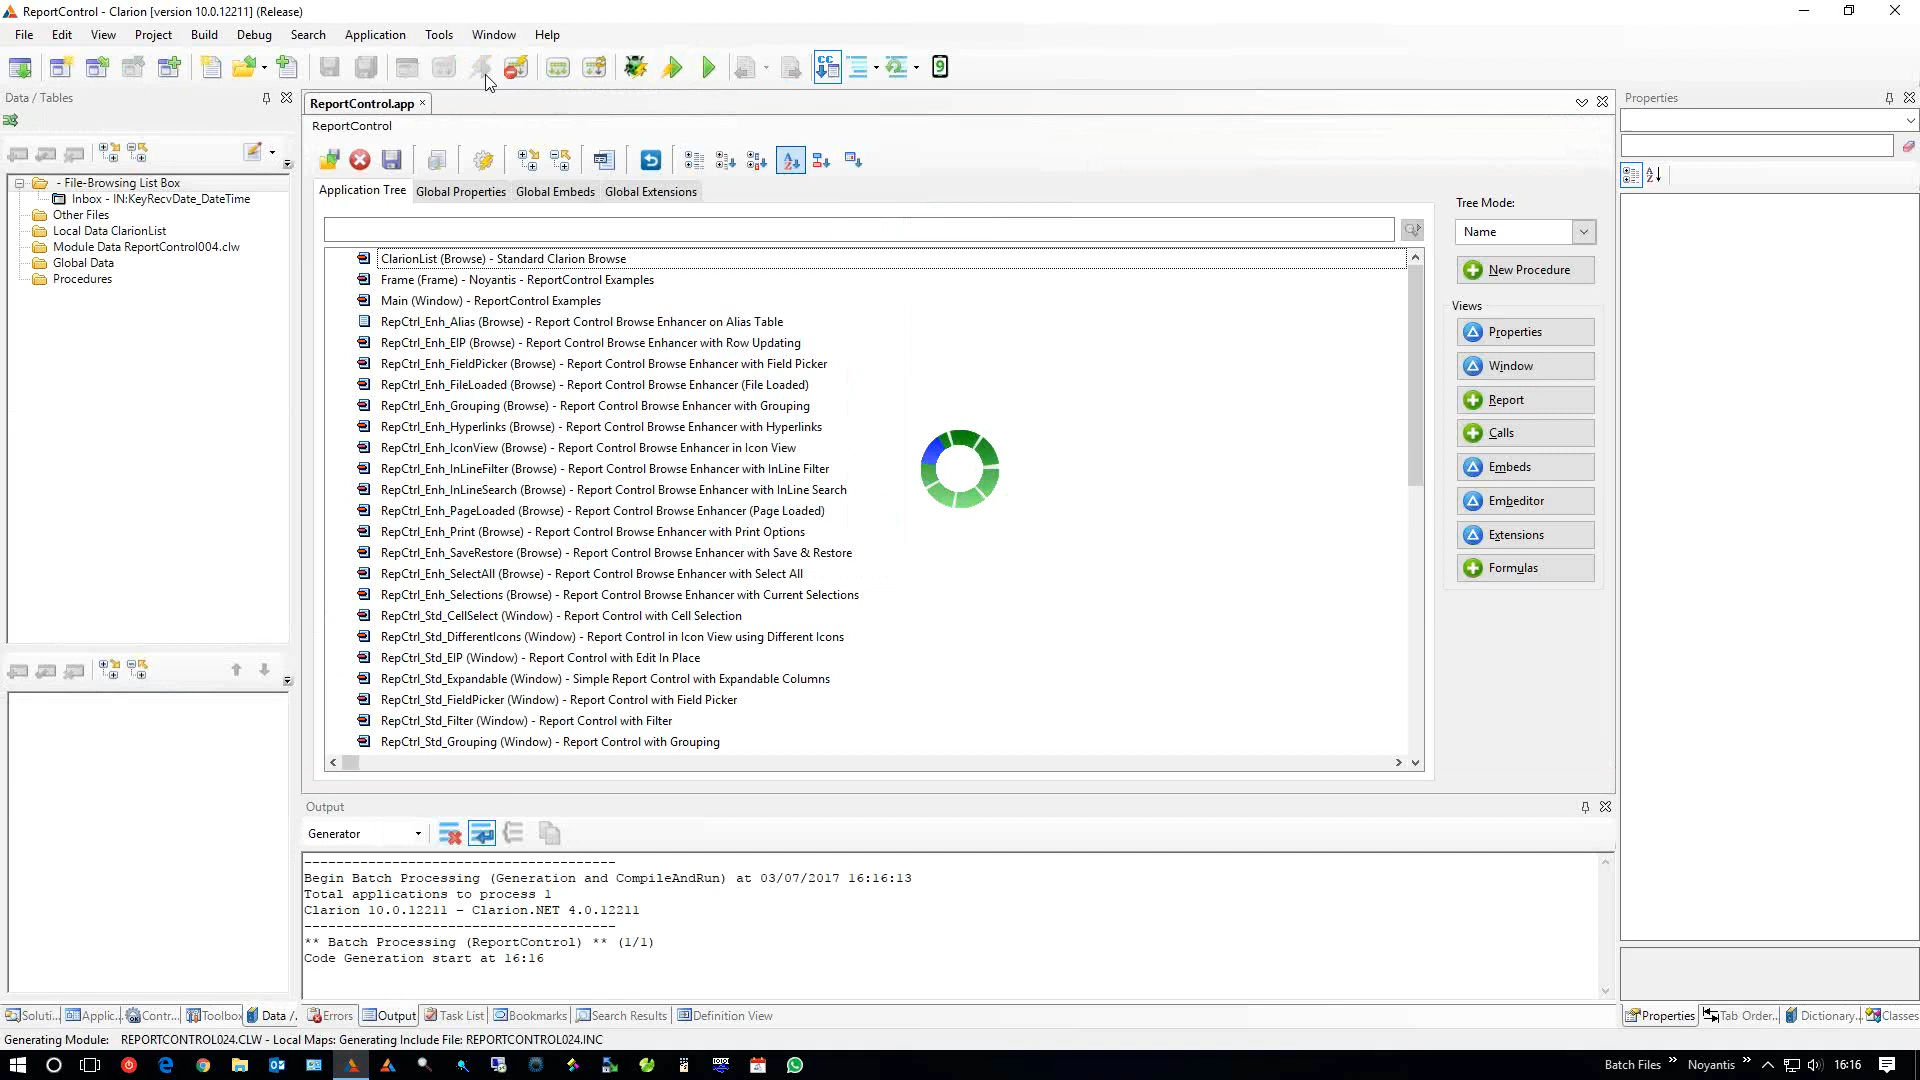 ReportControl - Clarion [version 10.0.12211] (Release)
File Edit View Project Build Debug Search Application Tools Window Help
Data / Tables
ReportControl.app
Properties
ReportControl
Application Tree Global Properties Global Embeds Global Extensions
- File-Browsing List Box
Inbox - IN:KeyRecvDate_DateTime
Other Files
Local Data ClarionList
Module Data ReportControl004.clw
Global Data
Procedures
ClarionList (Browse) - Standard Clarion Browse
Frame (Frame) - Noyantis - ReportControl Examples
Main (Window) - ReportControl Examples
RepCtrl_Enh_Alias (Browse) - Report Control Browse Enhancer on Alias Table
RepCtrl_Enh_EIP (Browse) - Report Control Browse Enhancer with Row Updating
RepCtrl_Enh_FieldPicker (Browse) - Report Control Browse Enhancer with Field Picker
RepCtrl_Enh_FileLoaded (Browse) - Report Control Browse Enhancer (File Loaded)
RepCtrl_Enh_Grouping (Browse) - Report Control Browse Enhancer with Grouping
RepCtrl_Enh_Hyperlinks (Browse) - Report Control Browse Enhancer with Hyperlinks
RepCtrl_Enh_IconView (Browse) - Report Control Browse Enhancer in Icon View
RepCtrl_Enh_InLineFilter (Browse) - Report Control Browse Enhancer with InLine Filter
RepCtrl_Enh_InLineSearch (Browse) - Report Control Browse Enhancer with InLine Search
RepCtrl_Enh_PageLoaded (Browse) - Report Control Browse Enhancer (Page Loaded)
RepCtrl_Enh_Print (Browse) - Report Control Browse Enhancer with Print Options
RepCtrl_Enh_SaveRestore (Browse) - Report Control Browse Enhancer with Save & Restore
RepCtrl_Enh_SelectAll (Browse) - Report Control Browse Enhancer with Select All
RepCtrl_Enh_Selections (Browse) - Report Control Browse Enhancer with Current Selections
RepCtrl_Std_CellSelect (Window) - Report Control with Cell Selection
RepCtrl_Std_DifferentIcons (Window) - Report Control in Icon View using Different Icons
RepCtrl_Std_EIP (Window) - Report Control with Edit In Place
RepCtrl_Std_Expandable (Window) - Simple Report Control with Expandable Columns
RepCtrl_Std_FieldPicker (Window) - Report Control with Field Picker
RepCtrl_Std_Filter (Window) - Report Control with Filter
RepCtrl_Std_Grouping (Window) - Report Control with Grouping
Tree Mode:
Name
New Procedure
Views
Properties
Window
Report
Calls
Embeds
Embeditor
Extensions
Formulas
Output
Generator
---------------------------------------
Begin Batch Processing (Generation and CompileAndRun) at 03/07/2017 16:16:13
Total applications to process 1
Clarion 10.0.12211 - Clarion.NET 4.0.12211
---------------------------------------
** Batch Processing (ReportControl) ** (1/1)
Code Generation start at 16:16
Soluti... Applic... Contr... Toolbox Data /. Errors Output Task List Bookmarks Search Results Definition View Properties Tab Order.. Dictionary.. Classes
Generating Module: REPORTCONTROL024.CLW - Local Maps: Generating Include File: REPORTCONTROL024.INC
Batch Files Noyantis 16:16